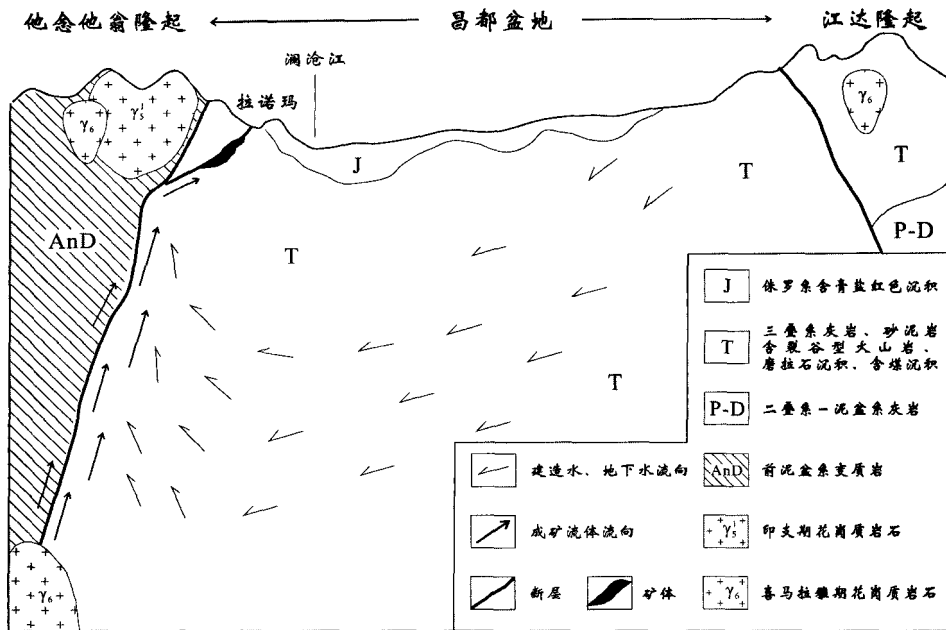 他念他翁隆起
昌都盆地
江达隆起
澜沧江
拉诺玛
γ₆
γ₅¹
γ₆
J
T
T
AnD
T
P-D
T
γ₆
J 侏罗系含膏盐红色沉积
T 三叠系灰岩、砂泥岩
含裂谷型火山岩、
磨拉石沉积、含煤沉积
P-D 二叠系—泥盆系灰岩
建造水、地下水流向
AnD 前泥盆系变质岩
成矿流体流向
γ₅¹ 印支期花岗质岩石
断层
矿体
γ₆ 喜马拉雅期花岗质岩石